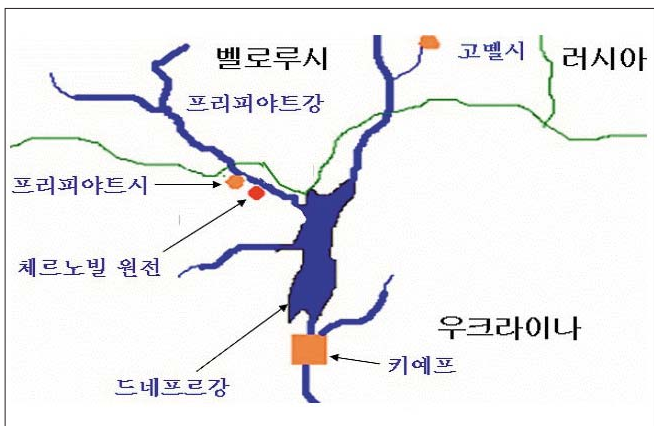 벨로루시
고멜시
러시아
프리피야트강
프리피야트시
체르노빌 원전
우크라이나
키예프
드네프르강